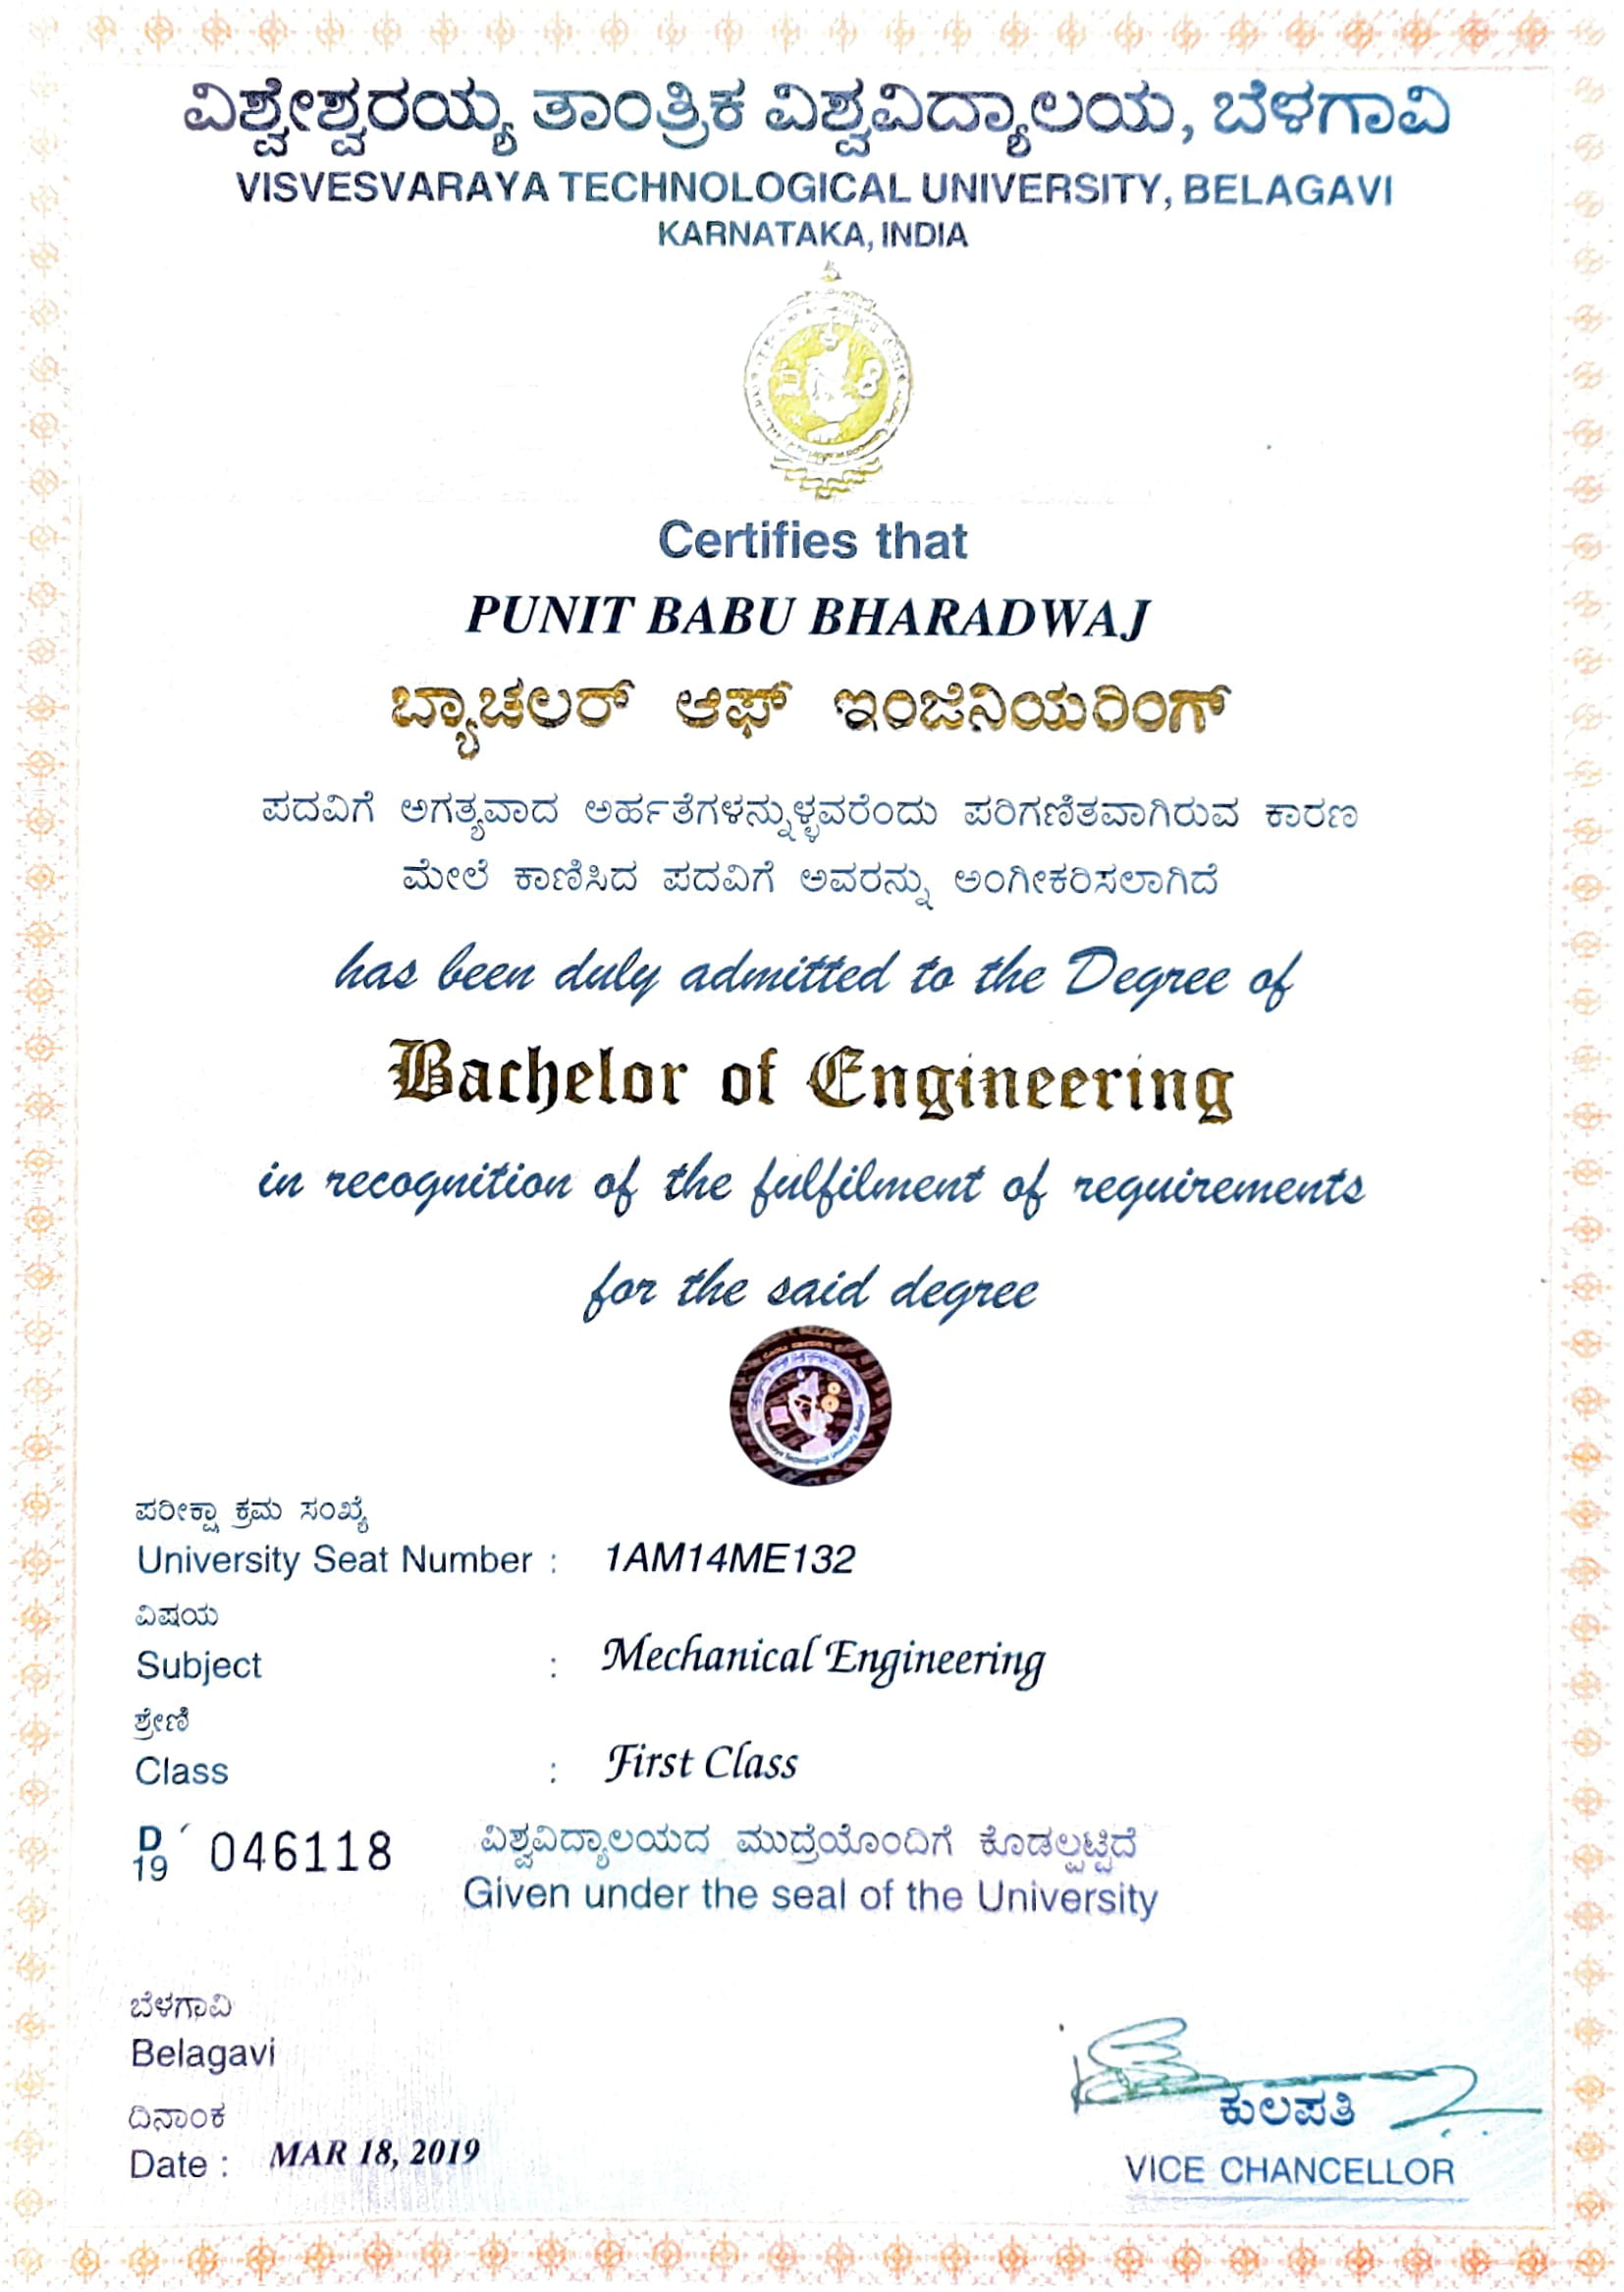 ವಿಶ್ವೇಶ್ವರಯ್ಯ ತಾಂತ್ರಿಕ ವಿಶ್ವವಿದ್ಯಾಲಯ, ಬೆಳಗಾವಿ
VISVESVARAYA TECHNOLOGICAL UNIVERSITY, BELAGAVI
KARNATAKA, INDIA
Certifies that
PUNIT BABU BHARADWAJ
ಬ್ಯಾಚಲರ್ ಆಫ್ ಇಂಜಿನಿಯರಿಂಗ್
ಪದವಿಗೆ ಅಗತ್ಯವಾದ ಅರ್ಹತೆಗಳನ್ನುಳ್ಳವರೆಂದು ಪರಿಗಣಿತವಾಗಿರುವ ಕಾರಣ
ಮೇಲೆ ಕಾಣಿಸಿದ ಪದವಿಗೆ ಅವರನ್ನು ಅಂಗೀಕರಿಸಲಾಗಿದೆ
has been duly admitted to the Degree of
Bachelor of Engineering
in recognition of the fulfilment of requirements
for the said degree
ಪರೀಕ್ಷಾ ಕ್ರಮ ಸಂಖ್ಯೆ
University Seat Number : 1AM14ME132
ವಿಷಯ
Subject : Mechanical Engineering
ಶ್ರೇಣಿ
Class : First Class
D 19 046118
ವಿಶ್ವವಿದ್ಯಾಲಯದ ಮುದ್ರೆಯೊಂದಿಗೆ ಕೊಡಲ್ಪಟ್ಟಿದೆ
Given under the seal of the University
ಬೆಳಗಾವಿ
Belagavi
ದಿನಾಂಕ
Date : MAR 18, 2019
ಕುಲಪತಿ
VICE CHANCELLOR